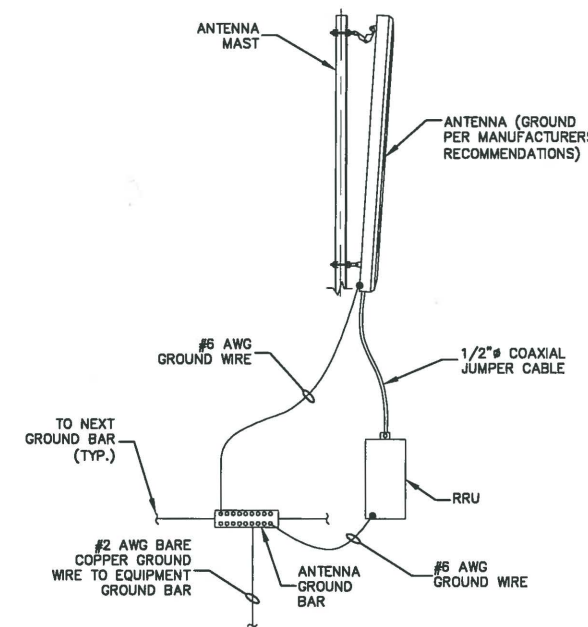 ANTENNA
MAST
ANTENNA (GROUND
PER MANUFACTURERS
RECOMMENDATIONS)
#6 AWG
GROUND WIRE
1/2"ø COAXIAL
JUMPER CABLE
TO NEXT
GROUND BAR
(TYP.)
RRU
#2 AWG BARE
COPPER GROUND
WIRE TO EQUIPMENT
GROUND BAR
ANTENNA
GROUND
BAR
#6 AWG
GROUND WIRE